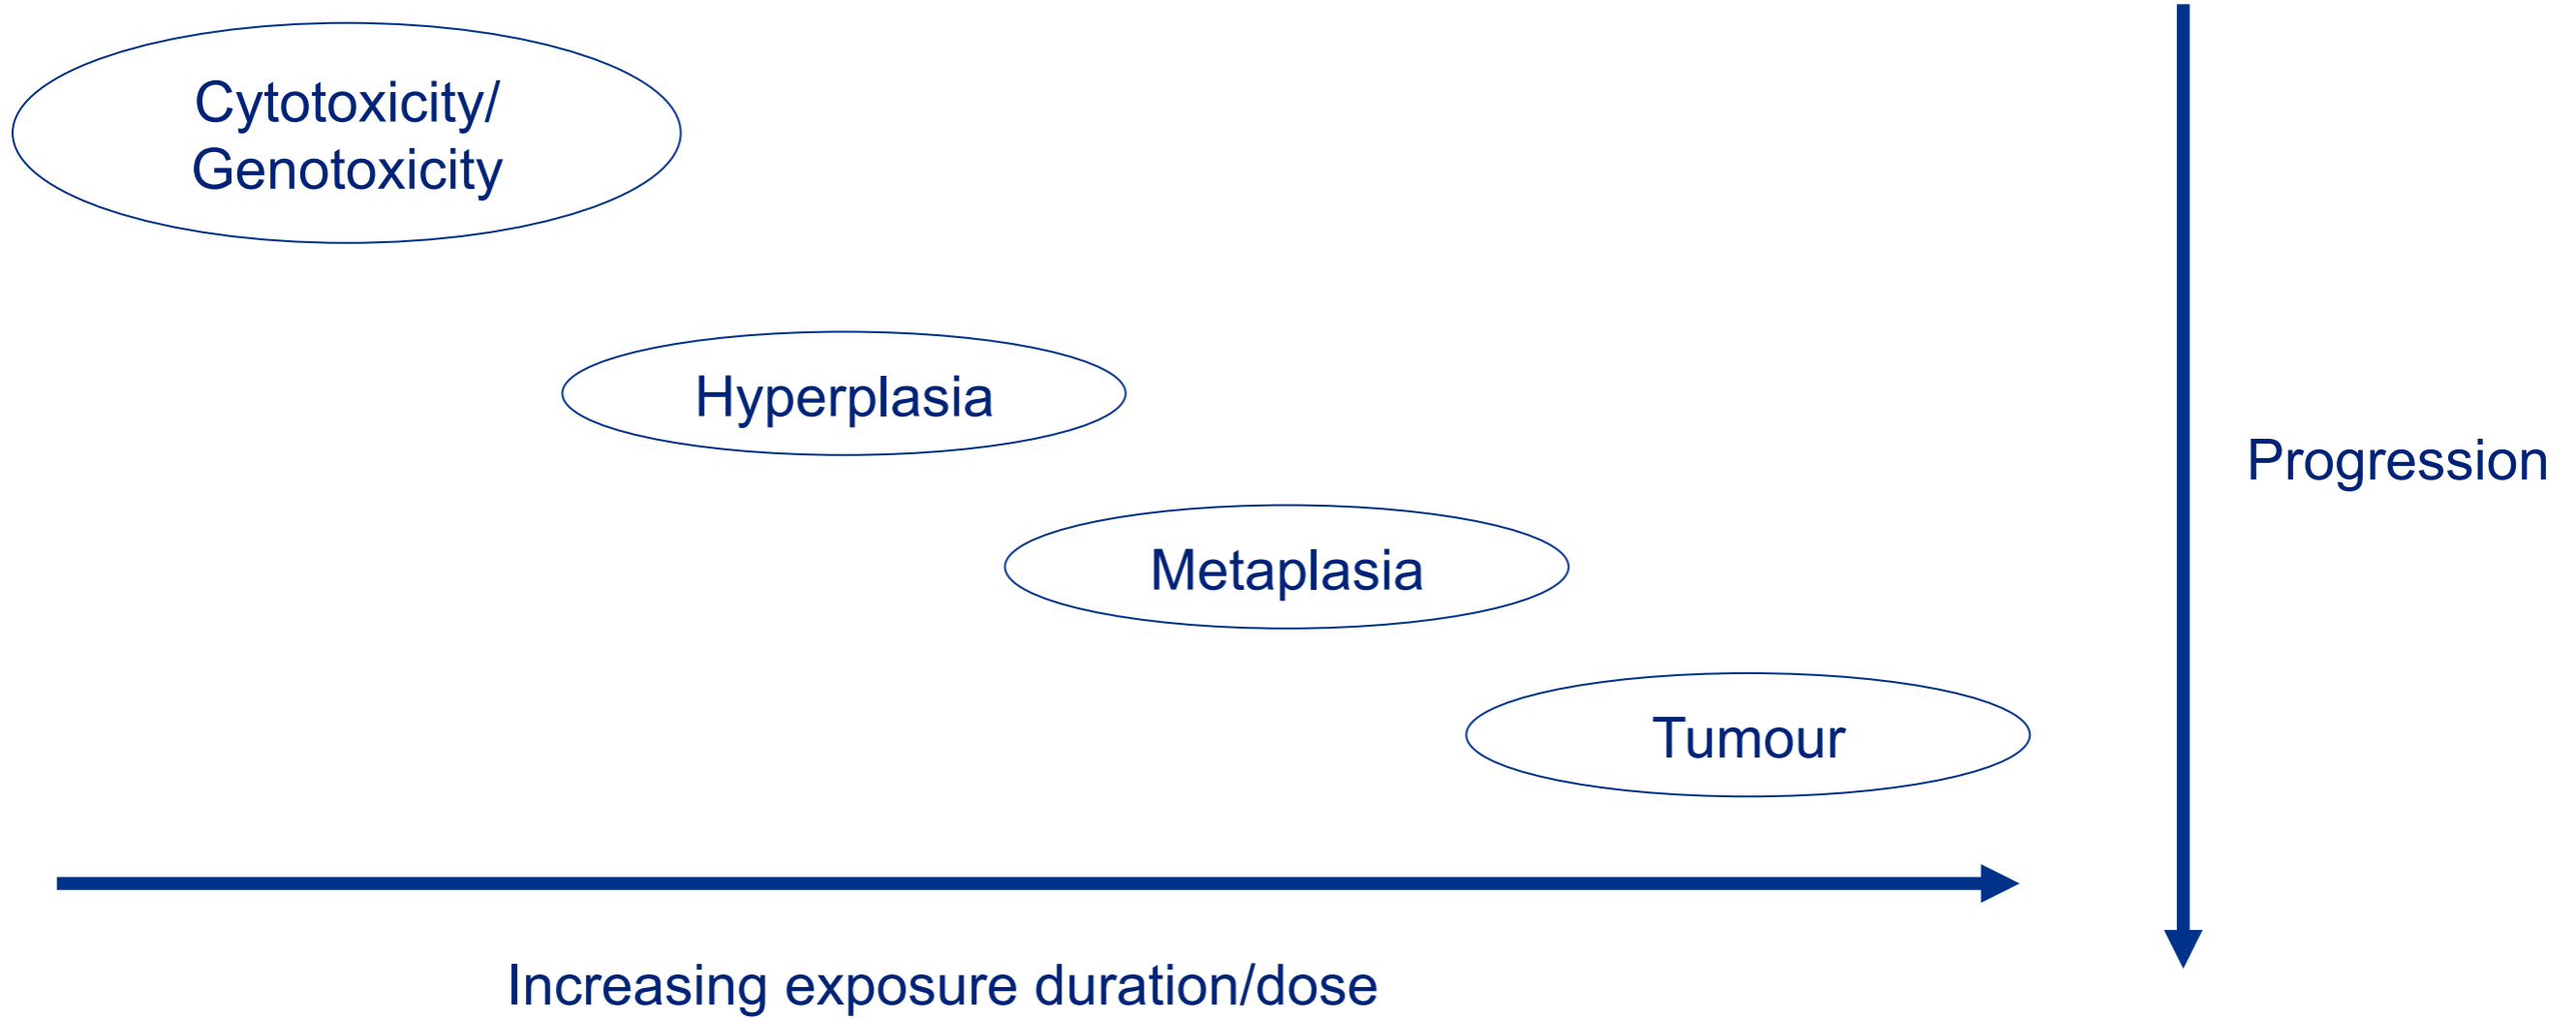 Cytotoxicity/
Genotoxicity
Hyperplasia
Progression
Metaplasia
Tumour
Increasing exposure duration/dose